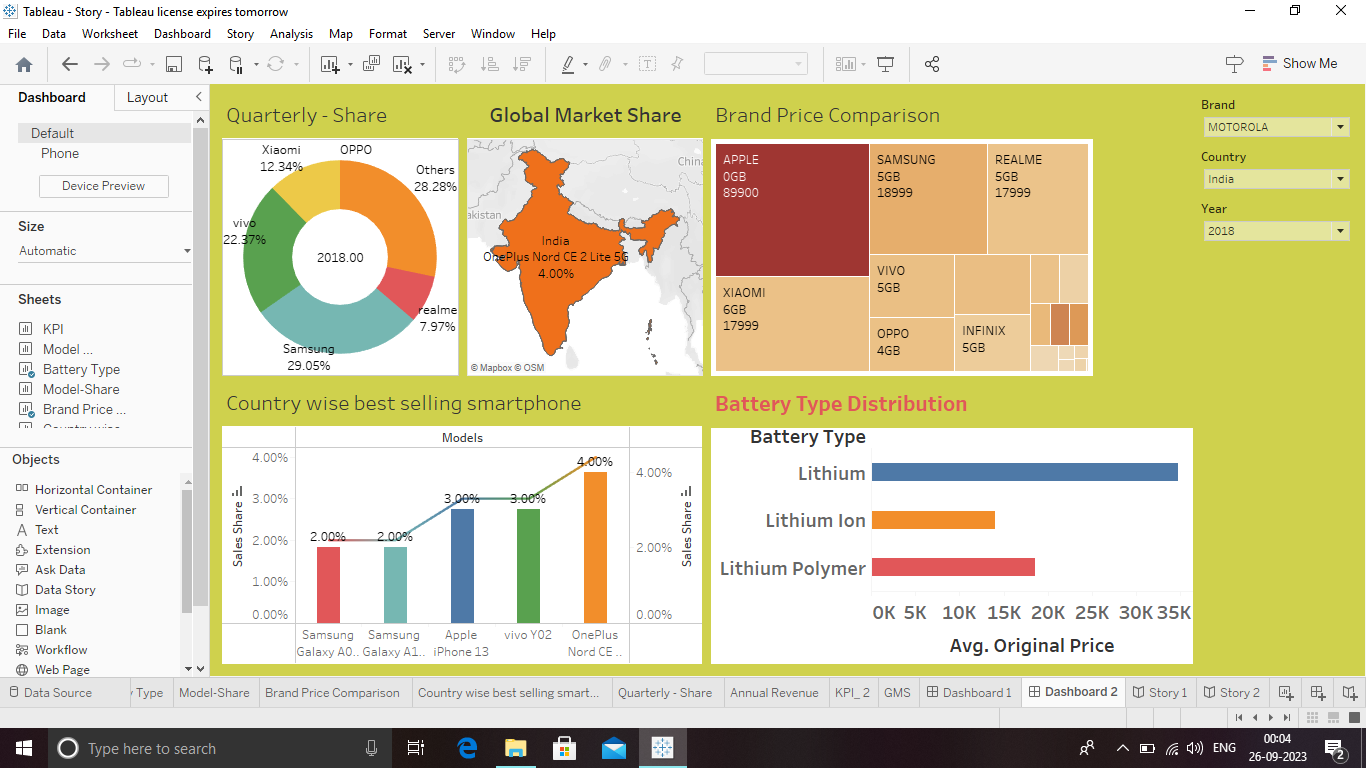 Tableau - Story - Tableau license expires tomorrow
File Data Worksheet Dashboard Story Analysis Map Format Server Window Help
Show Me
Dashboard Layout
Default
Phone
Device Preview
Size
Automatic
Sheets
KPI
Model ...
Battery Type
Model-Share
Brand Price ...
Objects
Horizontal Container
Vertical Container
Text
Extension
Ask Data
Data Story
Image
Blank
Workflow
Web Page
Quarterly - Share
Xiaomi
12.34%
OPPO
Others
28.28%
vivo
22.37%
2018.00
realme
7.97%
Samsung
29.05%
Global Market Share
Chin
akistan
India
OnePlus Nord CE 2 Lite 5G
4.00%
© Mapbox © OSM
Brand Price Comparison
APPLE
0GB
89900
SAMSUNG
5GB
18999
REALME
5GB
17999
XIAOMI
6GB
17999
VIVO
5GB
OPPO
4GB
INFINIX
5GB
Brand
MOTOROLA
Country
India
Year
2018
Country wise best selling smartphone
Models
4.00%
3.00%
2.00%
1.00%
0.00%
Sales Share
2.00%
2.00%
3.00%
3.00%
4.00%
4.00%
2.00%
0.00%
Sales Share
Samsung
Galaxy A0..
Samsung
Galaxy A1..
Apple
iPhone 13
vivo Y02
OnePlus
Nord CE ..
Battery Type Distribution
Battery Type
Lithium
Lithium Ion
Lithium Polymer
0K 5K 10K 15K 20K 25K 30K 35K
Avg. Original Price
Data Source y Type Model-Share Brand Price Comparison Country wise best selling smart... Quarterly - Share Annual Revenue KPI_ 2 GMS Dashboard 1 Dashboard 2 Story 1 Story 2
Type here to search
ENG
00:04
26-09-2023
2